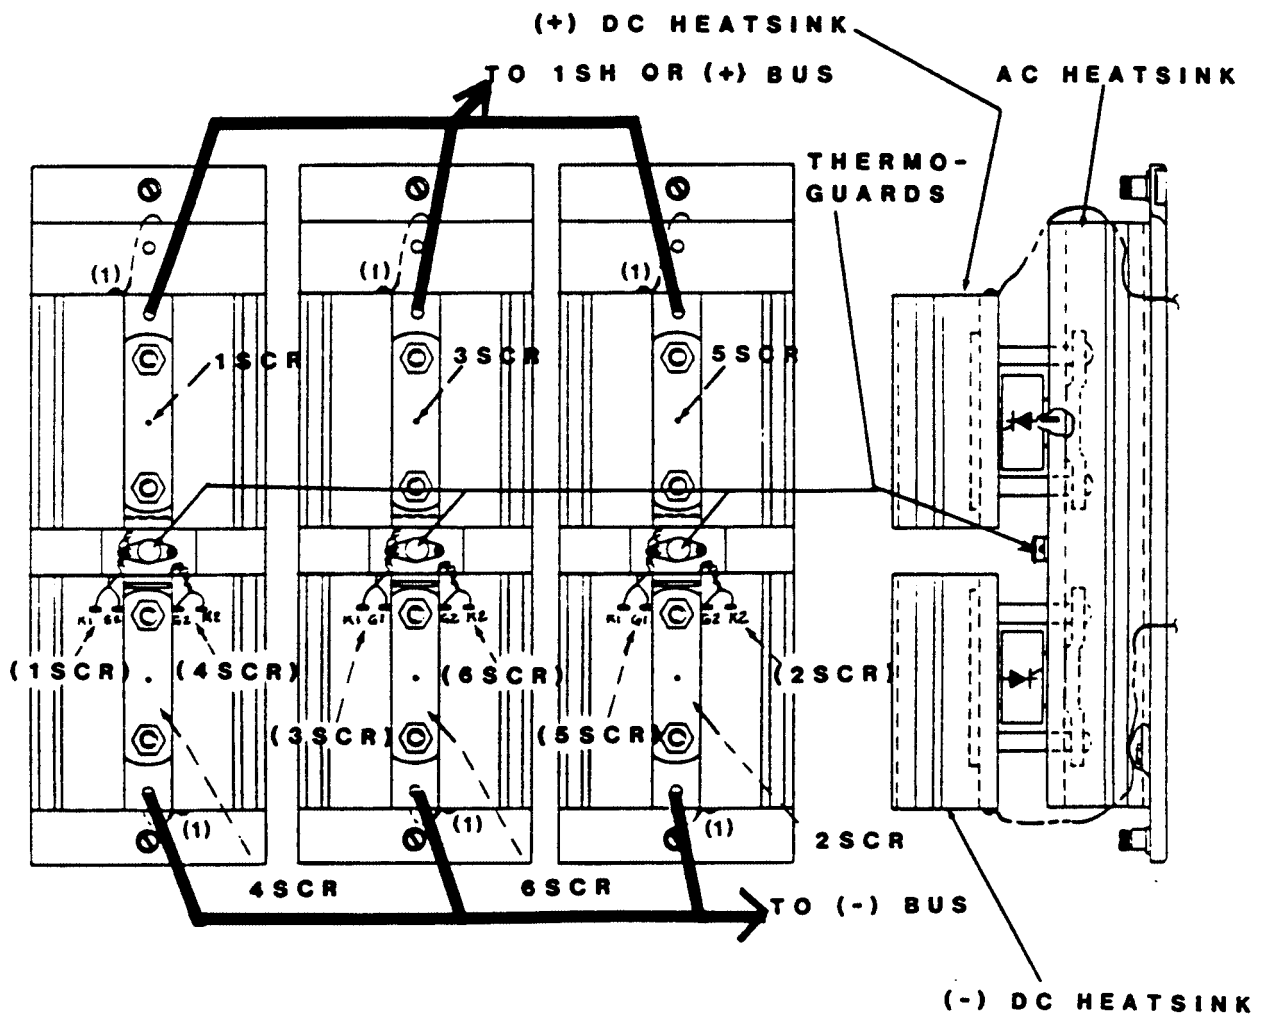 (+) DC HEATSINK
TO 1SH OR (+) BUS
AC HEATSINK
THERMO-
GUARDS
(1)
(1)
(1)
1SCR
3SCR
5SCR
K1 G1
G2 K2
K1 G1
G2 K2
K1 G1
G2 K2
(1SCR)
(4SCR)
(6SCR)
(2SCR)
(3SCR)
(5SCR)
(1)
(1)
(1)
2SCR
4SCR
6SCR
TO (-) BUS
(-) DC HEATSINK